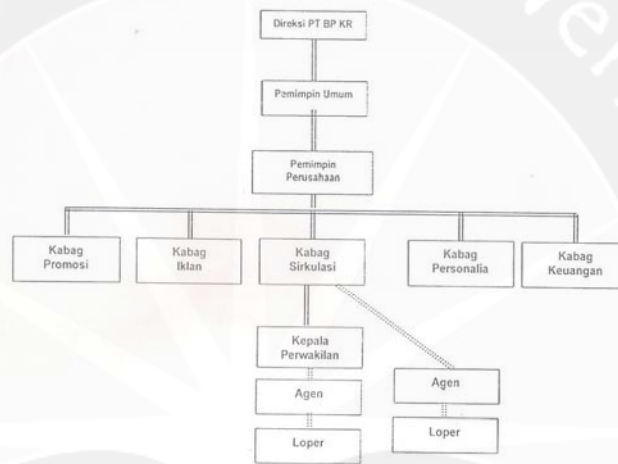 Direksi PT BP KR
Pemimpin Umum
Pemimpin
Perusahaan
Kabag
Promosi
Kabag
Iklan
Kabag
Sirkulasi
Kabag
Personalia
Kabag
Keuangan
Kepala
Perwakilan
Agen
Loper
Agen
Loper